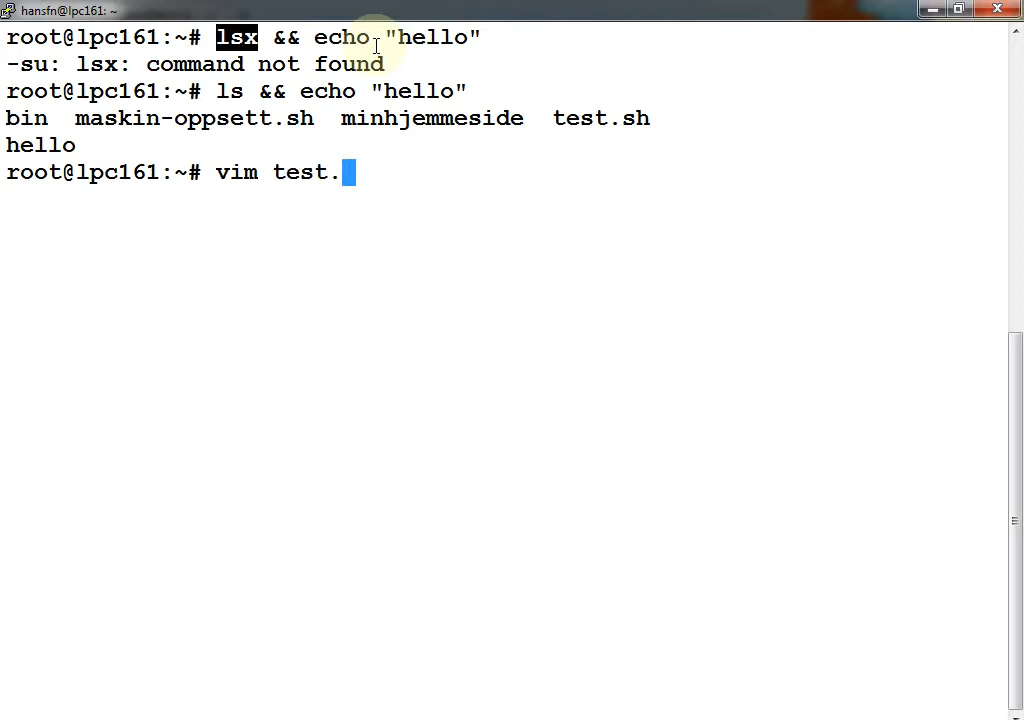 hansfn@lpc161: ~
root@lpc161:~# lsx && echo "hello"
-su: lsx: command not found
root@lpc161:~# ls && echo "hello"
bin  maskin-oppsett.sh  minhjemmeside  test.sh
hello
root@lpc161:~# vim test.